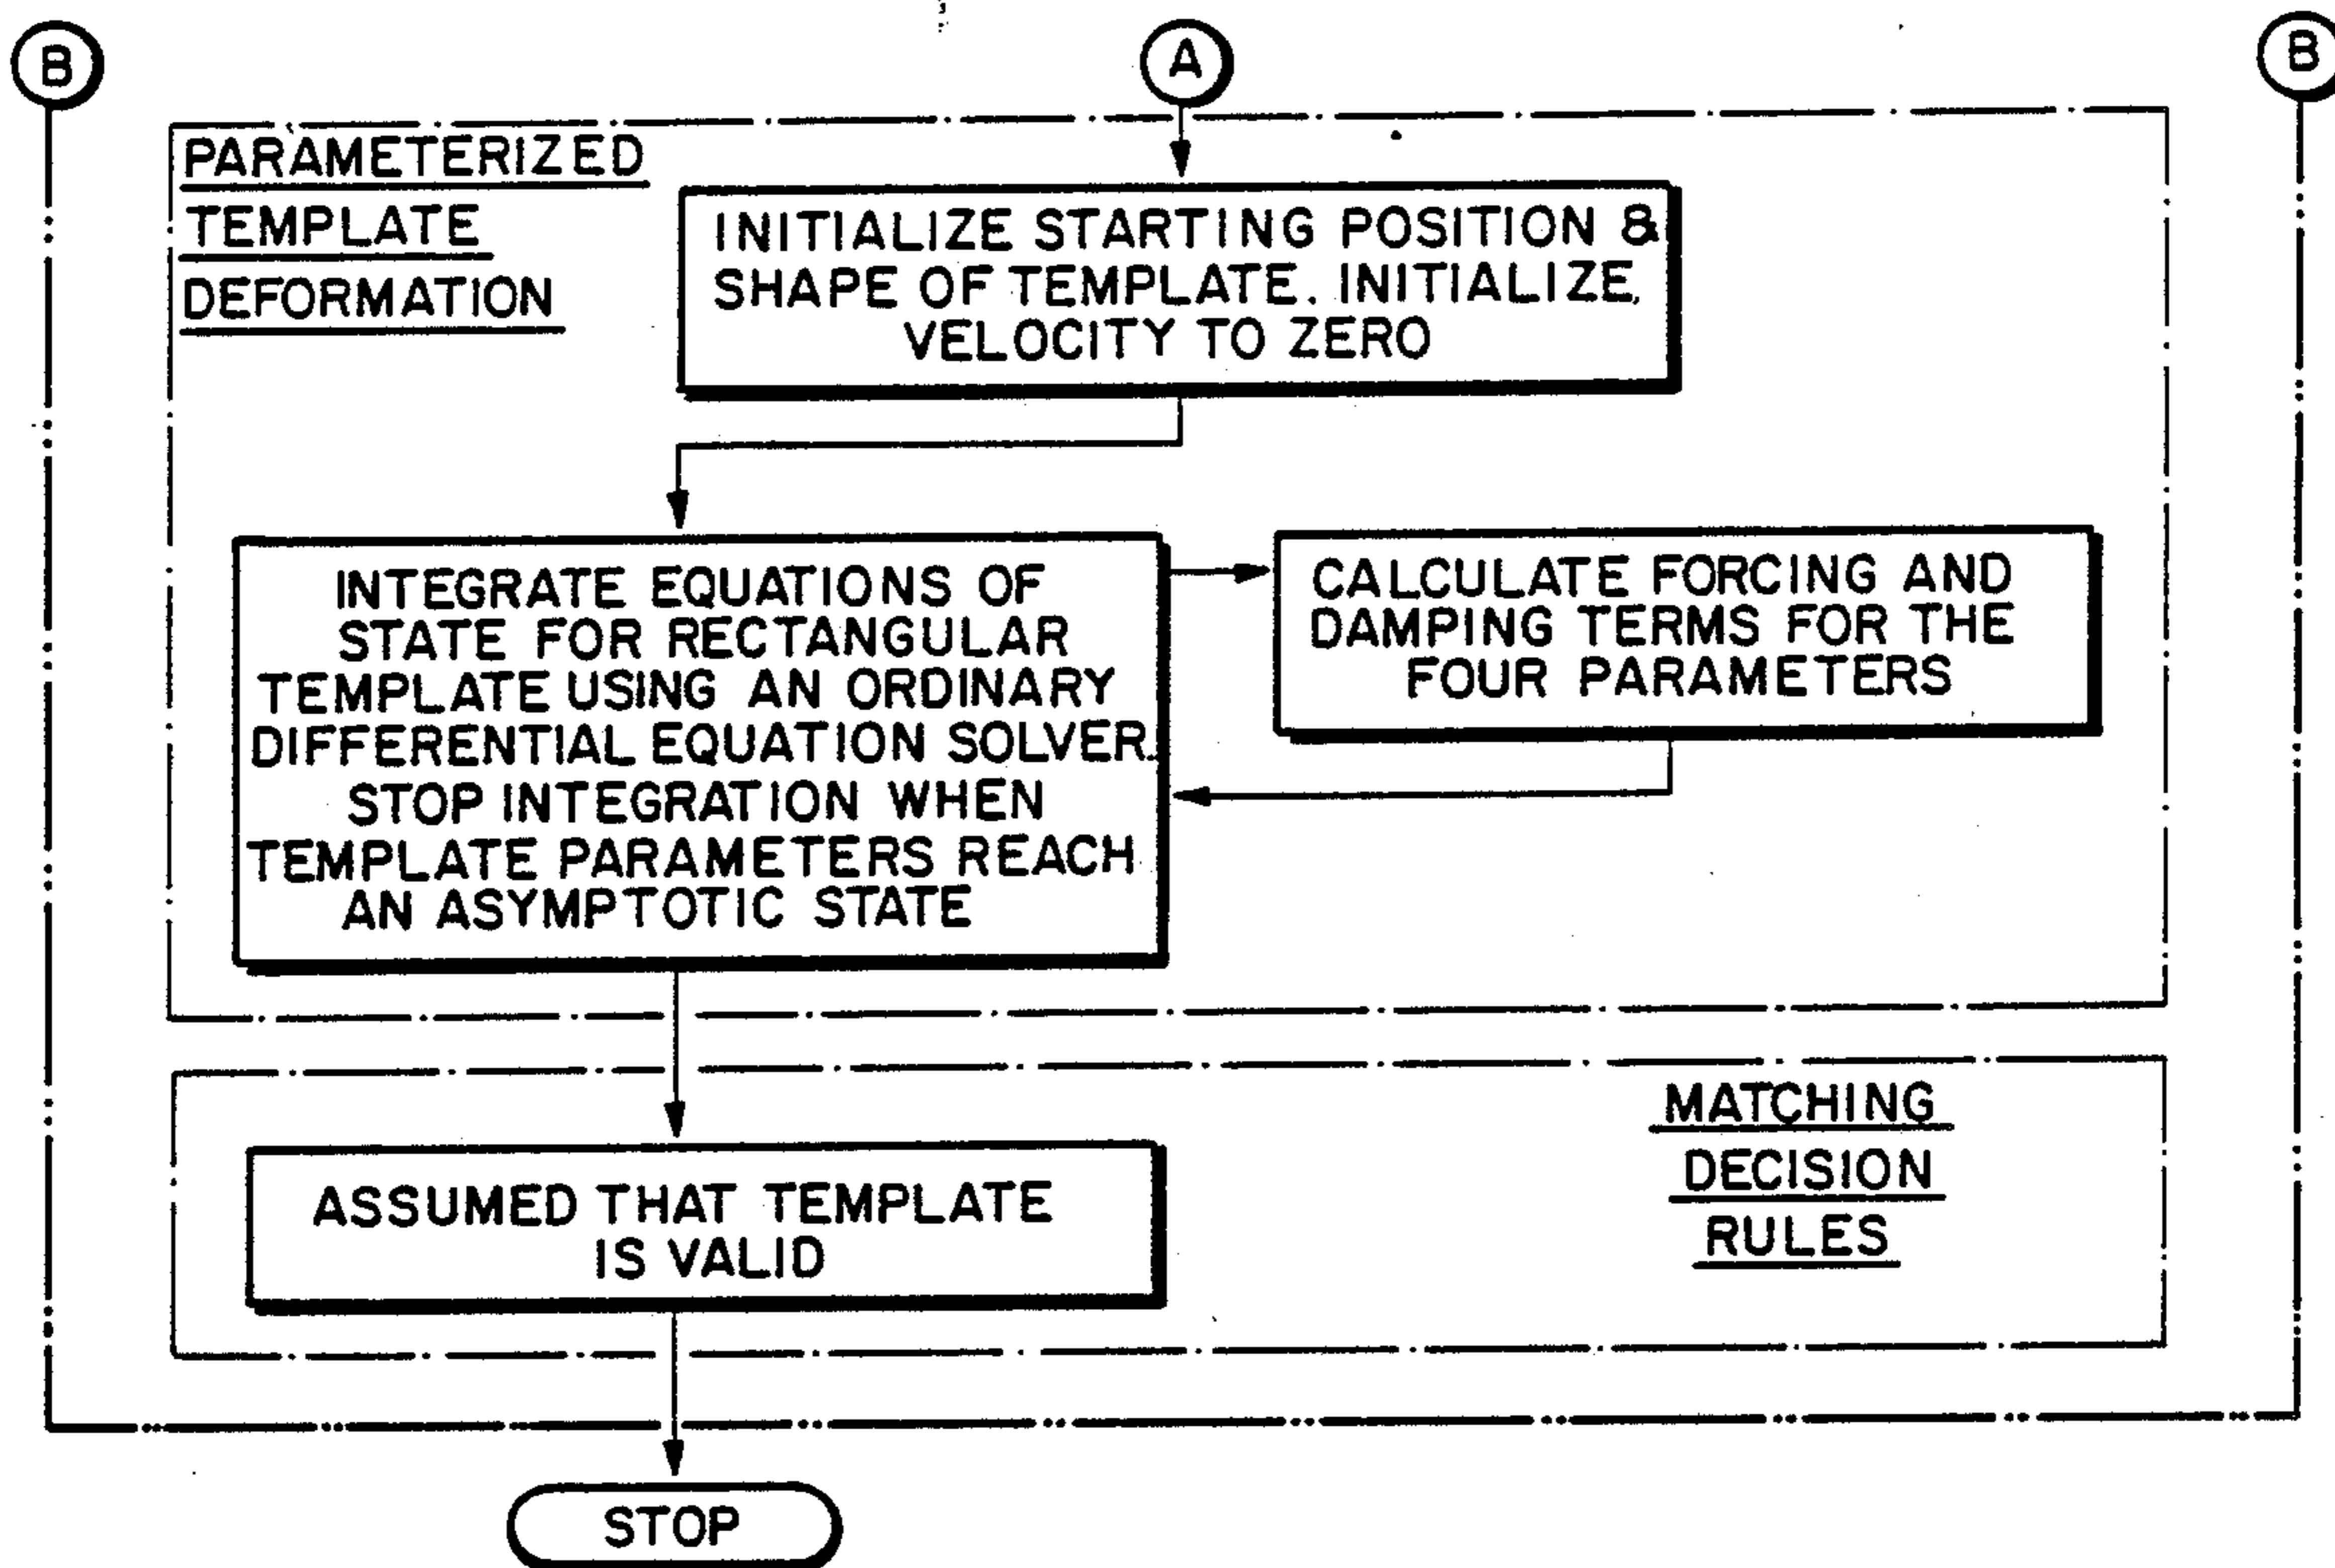 B
A
B
PARAMETERIZED
TEMPLATE
DEFORMATION
INITIALIZE STARTING POSITION &
SHAPE OF TEMPLATE. INITIALIZE,
VELOCITY TO ZERO
INTEGRATE EQUATIONS OF
STATE FOR RECTANGULAR
TEMPLATE USING AN ORDINARY
DIFFERENTIAL EQUATION SOLVER.
STOP INTEGRATION WHEN
TEMPLATE PARAMETERS REACH
AN ASYMPTOTIC STATE
CALCULATE FORCING AND
DAMPING TERMS FOR THE
FOUR PARAMETERS
MATCHING
DECISION
RULES
ASSUMED THAT TEMPLATE
IS VALID
STOP